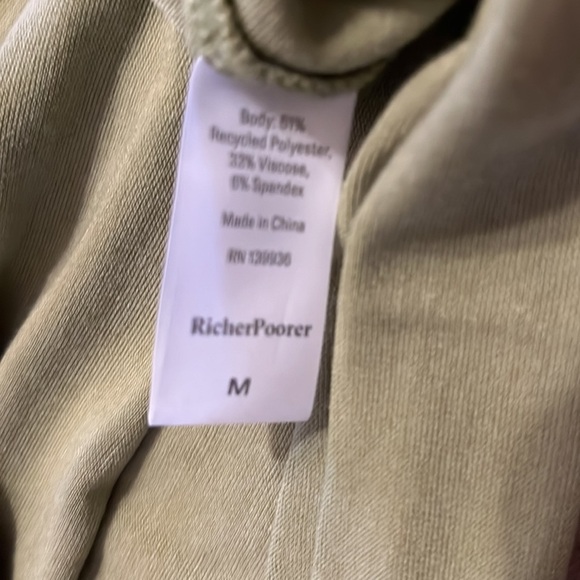 Body: 61%
Recycled Polyester,
33% Viscose,
6% Spandex
Made in China
RN 139936
RicherPoorer
M